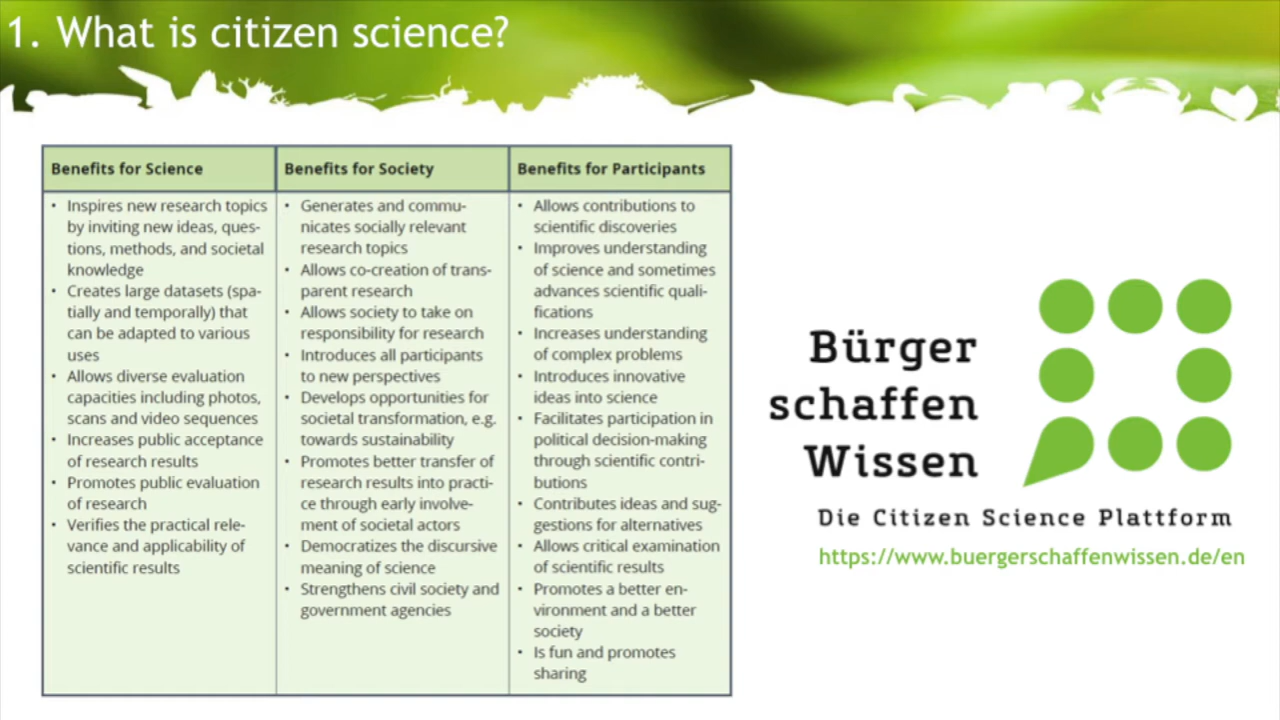 1. What is citizen science?
Benefits for Science
• Inspires new research topics
by inviting new ideas, ques-
tions, methods, and societal
knowledge
• Creates large datasets (spa-
tially and temporally) that
can be adapted to various
uses
• Allows diverse evaluation
capacities including photos,
scans and video sequences
• Increases public acceptance
of research results
• Promotes public evaluation
of research
• Verifies the practical rele-
vance and applicability of
scientific results
Benefits for Society
• Generates and commu-
nicates socially relevant
research topics
• Allows co-creation of trans-
parent research
• Allows society to take on
responsibility for research
• Introduces all participants
to new perspectives
• Develops opportunities for
societal transformation, e.g.
towards sustainability
• Promotes better transfer of
research results into practi-
ce through early involve-
ment of societal actors
• Democratizes the discursive
meaning of science
• Strengthens civil society and
government agencies
Benefits for Participants
• Allows contributions to
scientific discoveries
• Improves understanding
of science and sometimes
advances scientific quali-
fications
• Increases understanding
of complex problems
• Introduces innovative
ideas into science
• Facilitates participation in
political decision-making
through scientific contri-
butions
• Contributes ideas and sug-
gestions for alternatives
• Allows critical examination
of scientific results
• Promotes a better en-
vironment and a better
society
• Is fun and promotes
sharing
Bürger
schaffen
Wissen
Die Citizen Science Plattform
https://www.buergerschaffenwissen.de/en